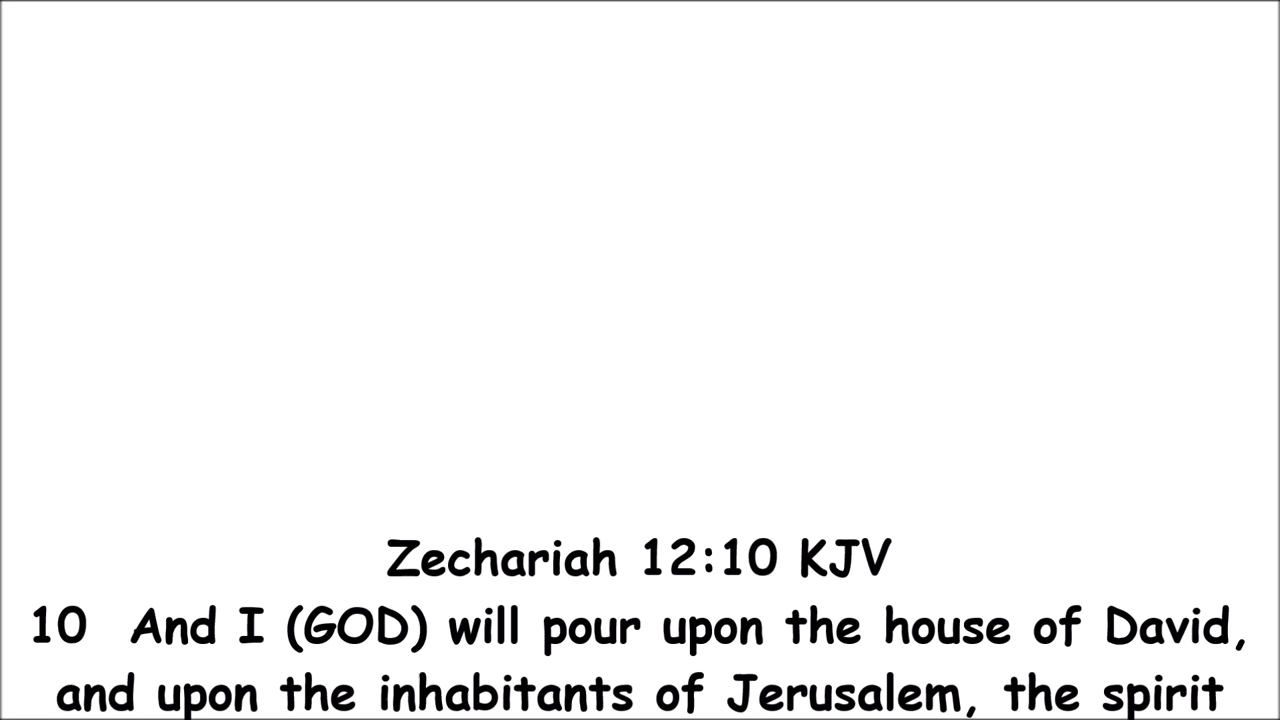 Zechariah 12:10 KJV
10 And I (GOD) will pour upon the house of David,
and upon the inhabitants of Jerusalem, the spirit